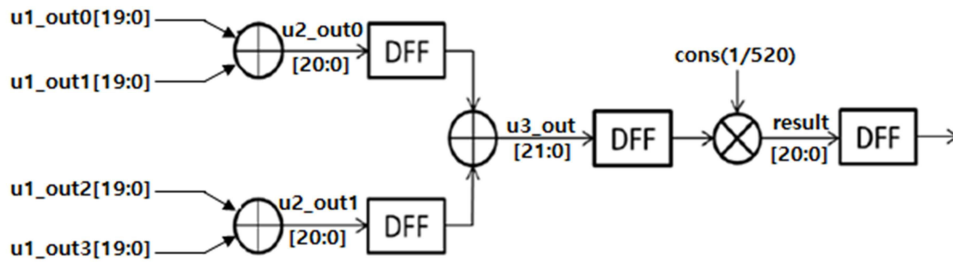 u1_out0[19:0]
u1_out1[19:0]
u2_out0
[20:0]
DFF
u1_out2[19:0]
u1_out3[19:0]
u2_out1
[20:0]
DFF
u3_out
[21:0]
DFF
cons(1/520)
result
[20:0]
DFF